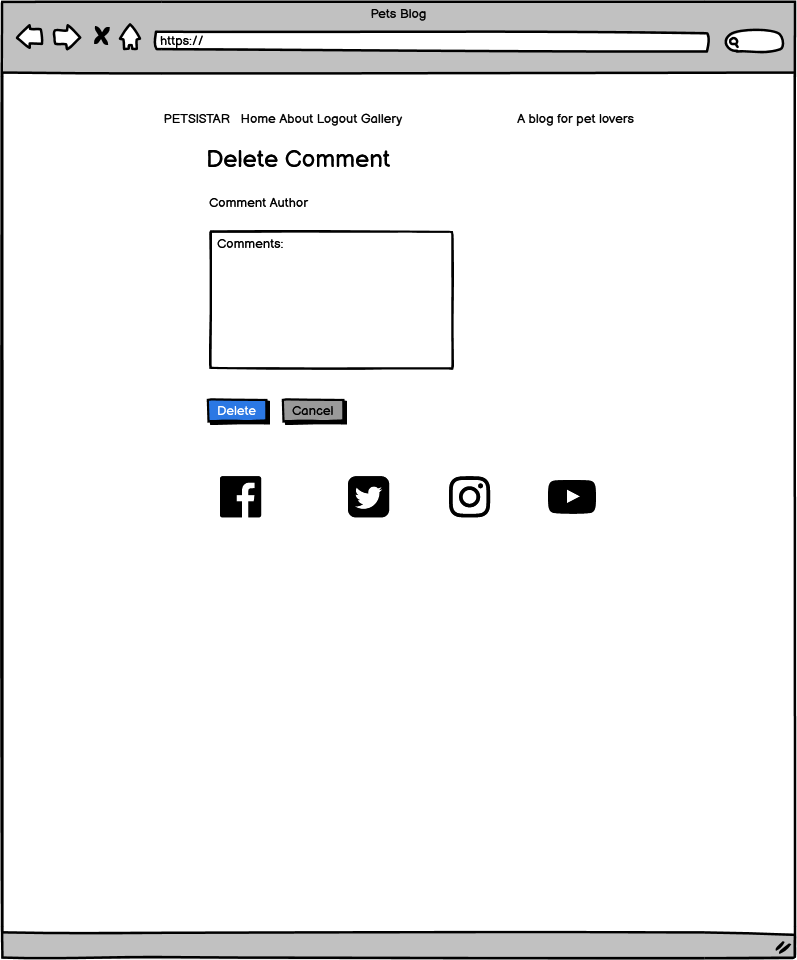 Pets Blog
https://
PETSISTAR Home About Logout Gallery A blog for pet lovers
Delete Comment
Comment Author
Comments:
Delete Cancel